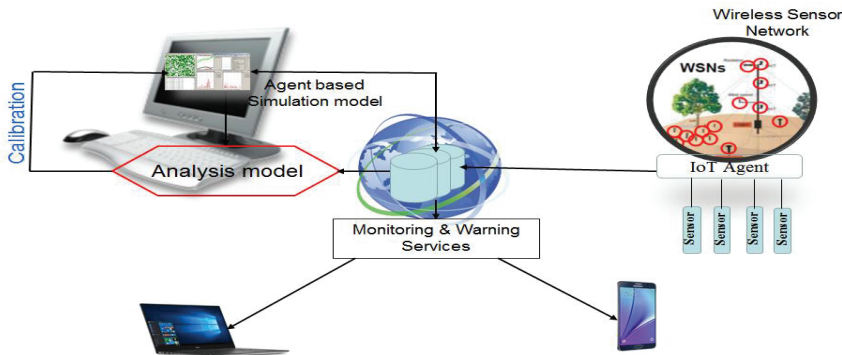 Wireless Sensor
Network
WSNs
Agent based
Simulation model
Calibration
Analysis model
IoT Agent
Monitoring & Warning
Services
Sensor
Sensor
Sensor
Sensor